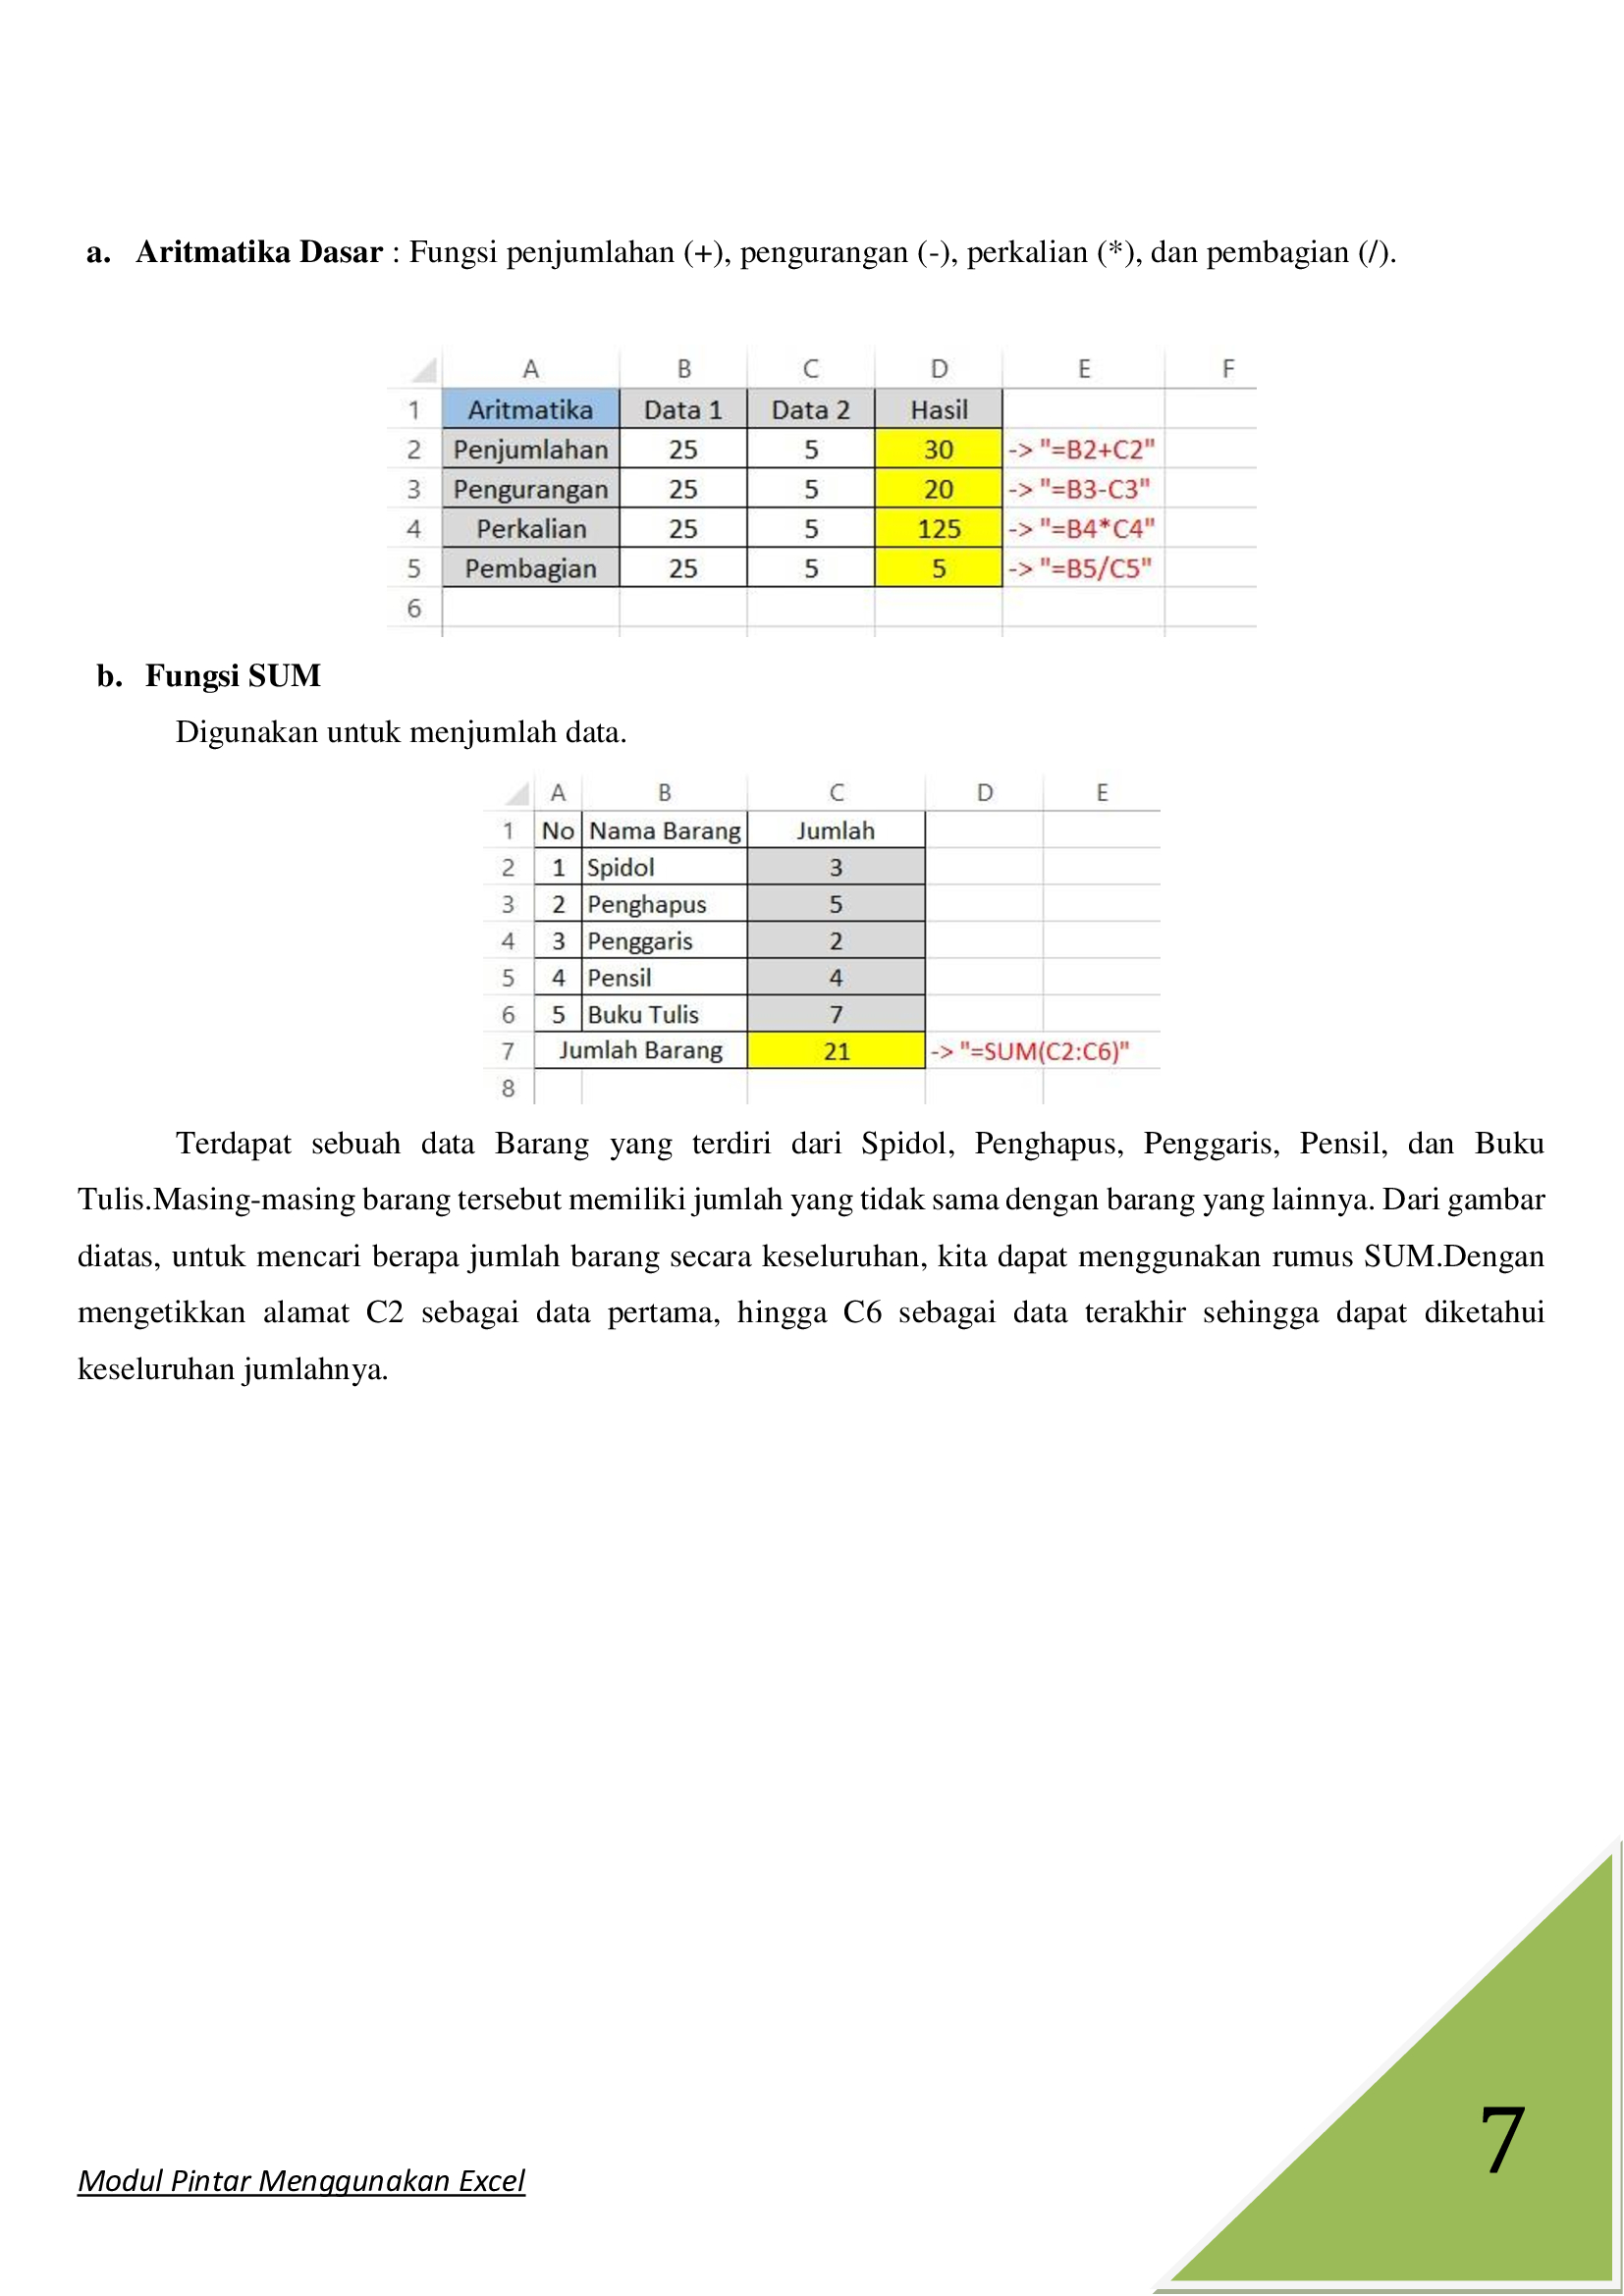 a. Aritmatika Dasar : Fungsi penjumlahan (+), pengurangan (-), perkalian (*), dan pembagian (/).
A B C D E F
1 Aritmatika Data 1 Data 2 Hasil
2 Penjumlahan 25 5 30 -> "=B2+C2"
3 Pengurangan 25 5 20 -> "=B3-C3"
4 Perkalian 25 5 125 -> "=B4*C4"
5 Pembagian 25 5 5 -> "=B5/C5"
6
b. Fungsi SUM
Digunakan untuk menjumlah data.
A B C D E
1 No Nama Barang Jumlah
2 1 Spidol 3
3 2 Penghapus 5
4 3 Penggaris 2
5 4 Pensil 4
6 5 Buku Tulis 7
7 Jumlah Barang 21 -> "=SUM(C2:C6)"
8
Terdapat sebuah data Barang yang terdiri dari Spidol, Penghapus, Penggaris, Pensil, dan Buku
Tulis.Masing-masing barang tersebut memiliki jumlah yang tidak sama dengan barang yang lainnya. Dari gambar
diatas, untuk mencari berapa jumlah barang secara keseluruhan, kita dapat menggunakan rumus SUM.Dengan
mengetikkan alamat C2 sebagai data pertama, hingga C6 sebagai data terakhir sehingga dapat diketahui
keseluruhan jumlahnya.
7
Modul Pintar Menggunakan Excel